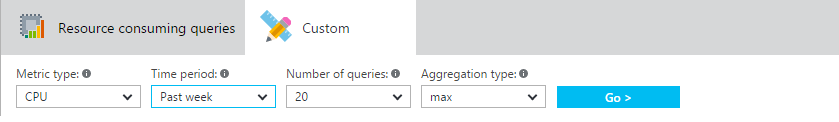 Resource consuming queries Custom
Metric type: Time period: Number of queries: Aggregation type:
CPU Past week 20 max Go >